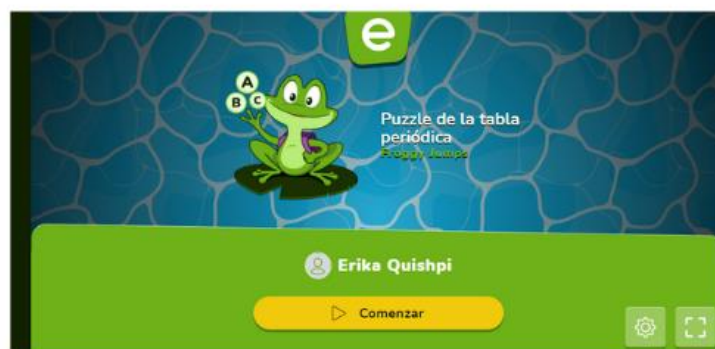 e
A
B
C
Puzzle de la tabla
periódica
Froggy Jumps
Erika Quishpi
Comenzar